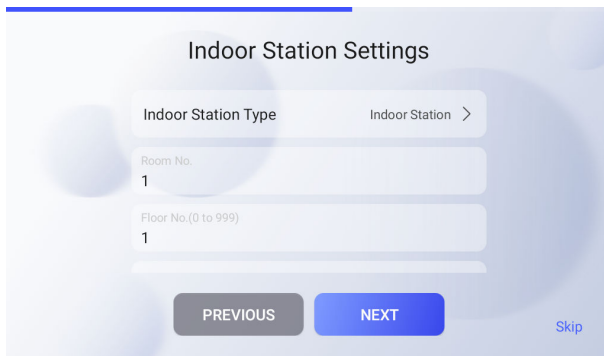 Indoor Station Settings
Indoor Station Type Indoor Station
Room No.
1
Floor No.(0 to 999)
1
PREVIOUS NEXT
Skip